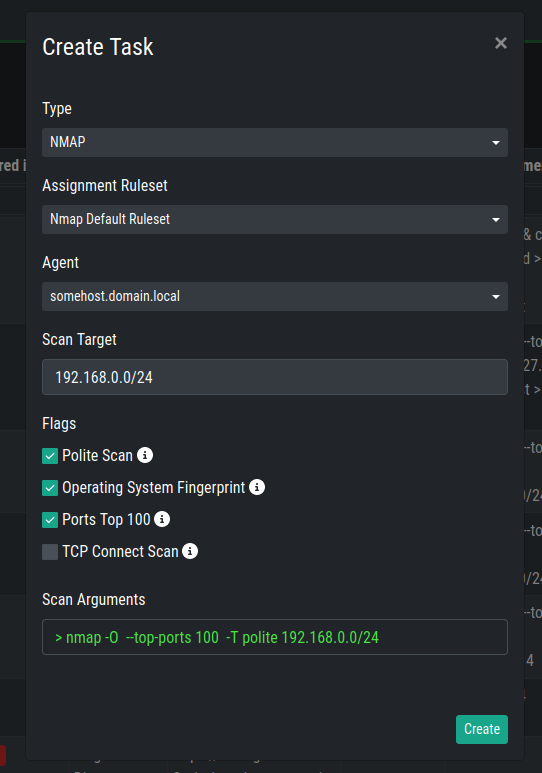 Create Task
×
Type
NMAP
Assignment Ruleset
Nmap Default Ruleset
Agent
somehost.domain.local
Scan Target
192.168.0.0/24
Flags
Polite Scan
Operating System Fingerprint
Ports Top 100
TCP Connect Scan
Scan Arguments
> nmap -O  --top-ports 100  -T polite 192.168.0.0/24
Create